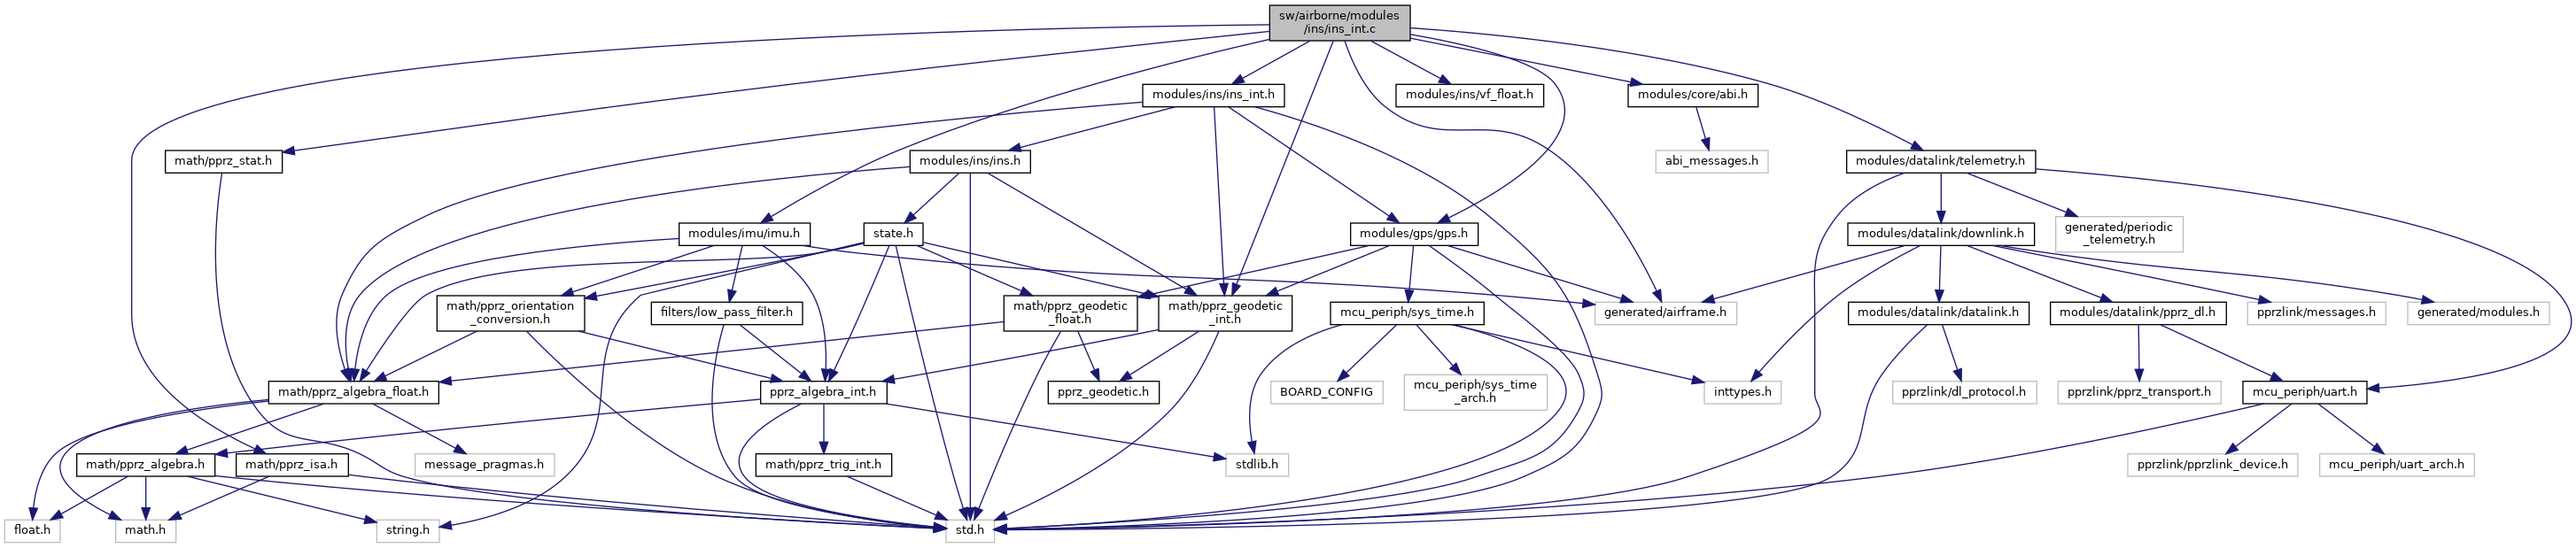 sw/airborne/modules
/ins/ins_int.c
modules/ins/ins_int.h
modules/ins/vf_float.h
modules/core/abi.h
math/pprz_stat.h
modules/ins/ins.h
abi_messages.h
modules/datalink/telemetry.h
modules/imu/imu.h
state.h
modules/gps/gps.h
modules/datalink/downlink.h
generated/periodic
_telemetry.h
math/pprz_orientation
_conversion.h
filters/low_pass_filter.h
math/pprz_geodetic
_float.h
math/pprz_geodetic
_int.h
mcu_periph/sys_time.h
generated/airframe.h
modules/datalink/datalink.h
modules/datalink/pprz_dl.h
pprzlink/messages.h
generated/modules.h
math/pprz_algebra_float.h
pprz_algebra_int.h
pprz_geodetic.h
BOARD_CONFIG
mcu_periph/sys_time
_arch.h
inttypes.h
pprzlink/dl_protocol.h
pprzlink/pprz_transport.h
mcu_periph/uart.h
math/pprz_algebra.h
math/pprz_isa.h
message_pragmas.h
math/pprz_trig_int.h
stdlib.h
pprzlink/pprzlink_device.h
mcu_periph/uart_arch.h
float.h
math.h
string.h
std.h